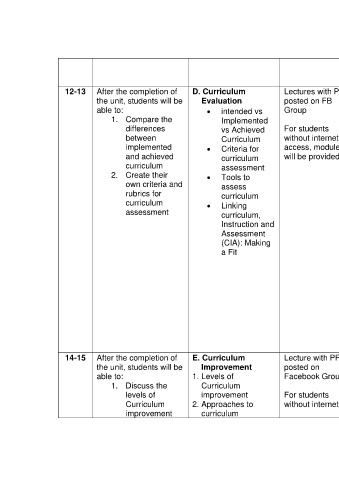 12-13
After the completion of
the unit, students will be
able to:
1. Compare the
differences
between
implemented
and achieved
curriculum
2. Create their
own criteria and
rubrics for
curriculum
assessment
D. Curriculum
Evaluation
• intended vs
Implemented
vs Achieved
Curriculum
• Criteria for
curriculum
assessment
• Tools to
assess
curriculum
• Linking
curriculum,
Instruction and
Assessment
(CIA): Making
a Fit
Lectures with P
posted on FB
Group
For students
without internet
access, module
will be provided
14-15
After the completion of
the unit, students will be
able to:
1. Discuss the
levels of
Curriculum
improvement
E. Curriculum
Improvement
1. Levels of
Curriculum
improvement
2. Approaches to
curriculum
Lecture with PP
posted on
Facebook Grou
For students
without internet